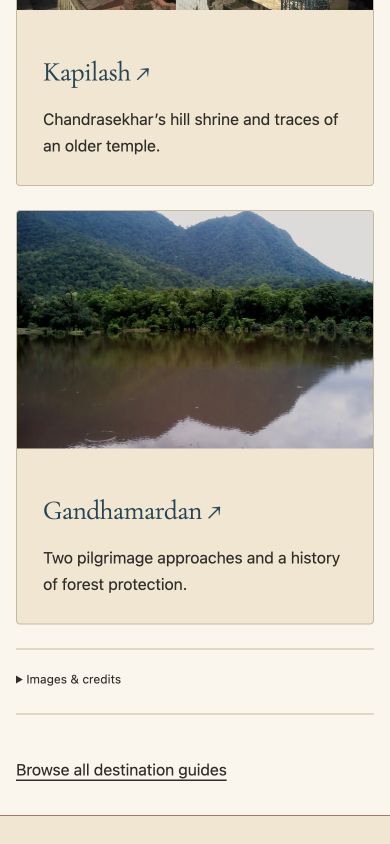 Kapilash ↗
Chandrasekhar’s hill shrine and traces of
an older temple.
Gandhamardan ↗
Two pilgrimage approaches and a history
of forest protection.
▶ Images & credits
Browse all destination guides